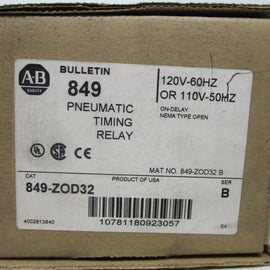 A-B
QUALITY
BULLETIN
849
PNEUMATIC
TIMING
RELAY
120V-60HZ
OR 110V-50HZ
ON-DELAY
NEMA TYPE OPEN
MAT NO. 849-ZOD32 B
CAT
PRODUCT OF USA
SER
849-ZOD32
B
4002613840
10781180923057
EA